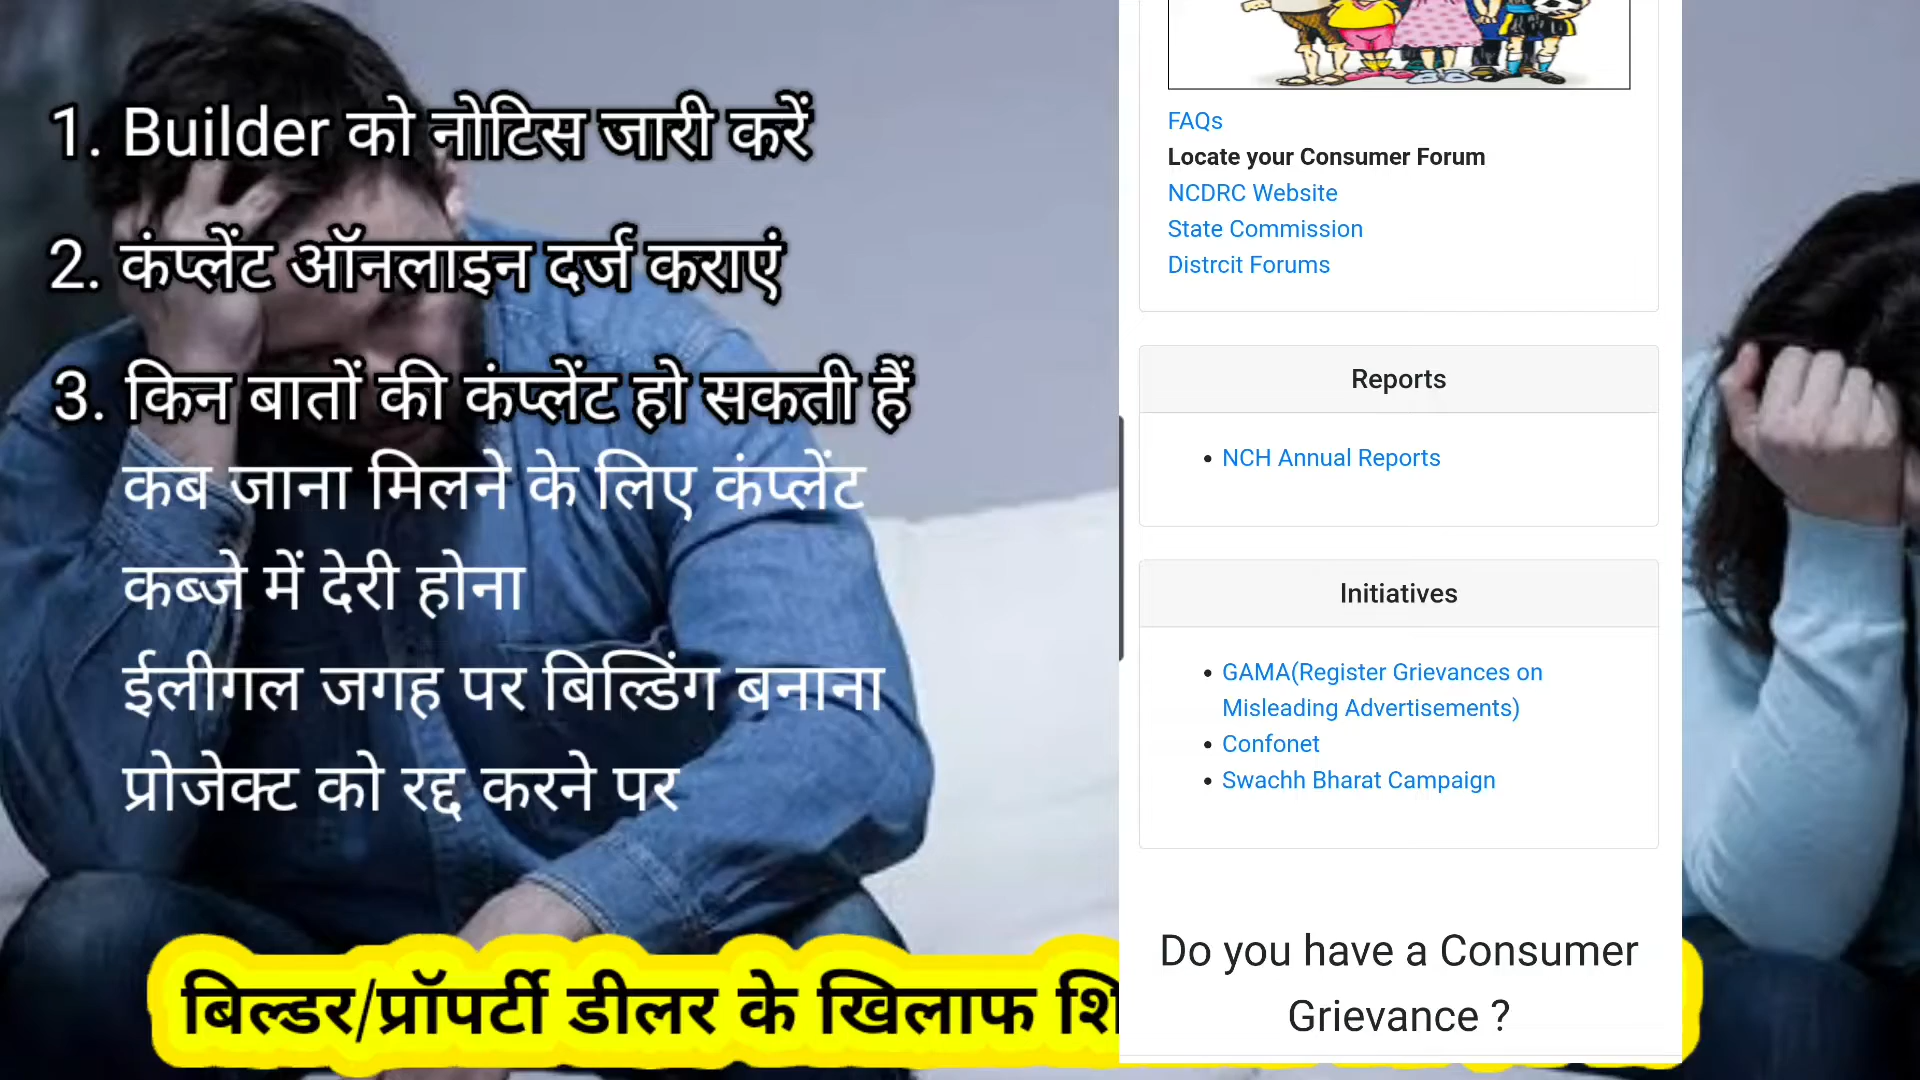 1. Builder को नोटिस जारी करें
2. कंप्लेंट ऑनलाइन दर्ज कराएं
3. किन बातों की कंप्लेंट हो सकती हैं
कब जाना मिलने के लिए कंप्लेंट
कब्जे में देरी होना
ईलीगल जगह पर बिल्डिंग बनाना
प्रोजेक्ट को रद्द करने पर
बिल्डर/प्रॉपर्टी डीलर के खिलाफ
FAQs
Locate your Consumer Forum
NCDRC Website
State Commission
Distrcit Forums
Reports
NCH Annual Reports
Initiatives
GAMA(Register Grievances on
Misleading Advertisements)
Confonet
Swachh Bharat Campaign
Do you have a Consumer
Grievance ?